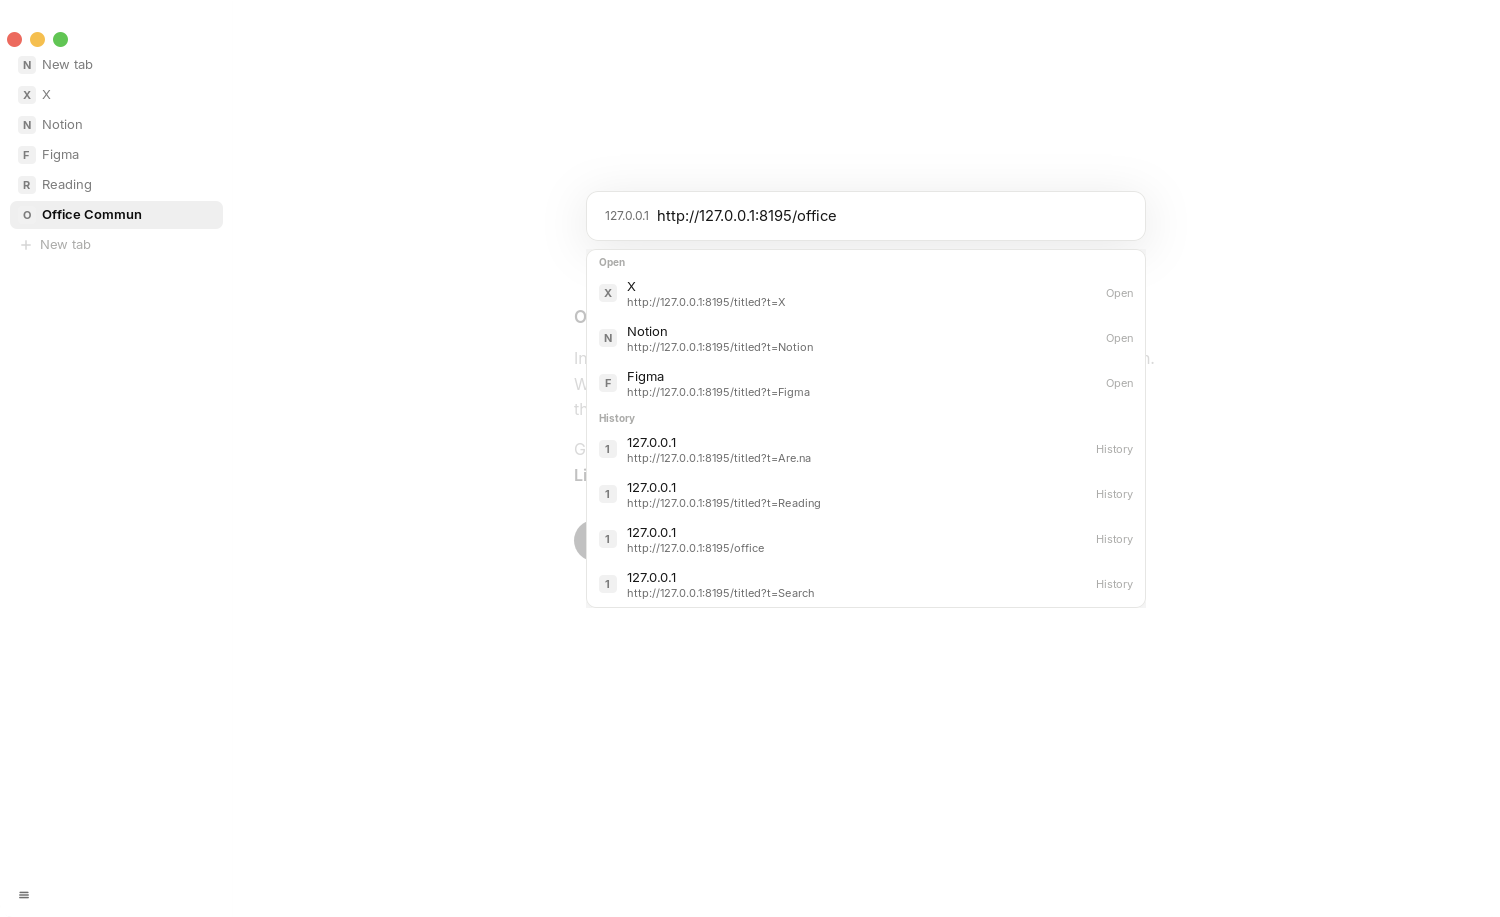 N New tab
X X
N Notion
F Figma
R Reading
O Office Commun
+ New tab
127.0.0.1 http://127.0.0.1:8195/office
Open
X X Open
http://127.0.0.1:8195/titled?t=X
N Notion Open
http://127.0.0.1:8195/titled?t=Notion
F Figma Open
http://127.0.0.1:8195/titled?t=Figma
History
1 127.0.0.1 History
http://127.0.0.1:8195/titled?t=Are.na
1 127.0.0.1 History
http://127.0.0.1:8195/titled?t=Reading
1 127.0.0.1 History
http://127.0.0.1:8195/office
1 127.0.0.1 History
http://127.0.0.1:8195/titled?t=Search